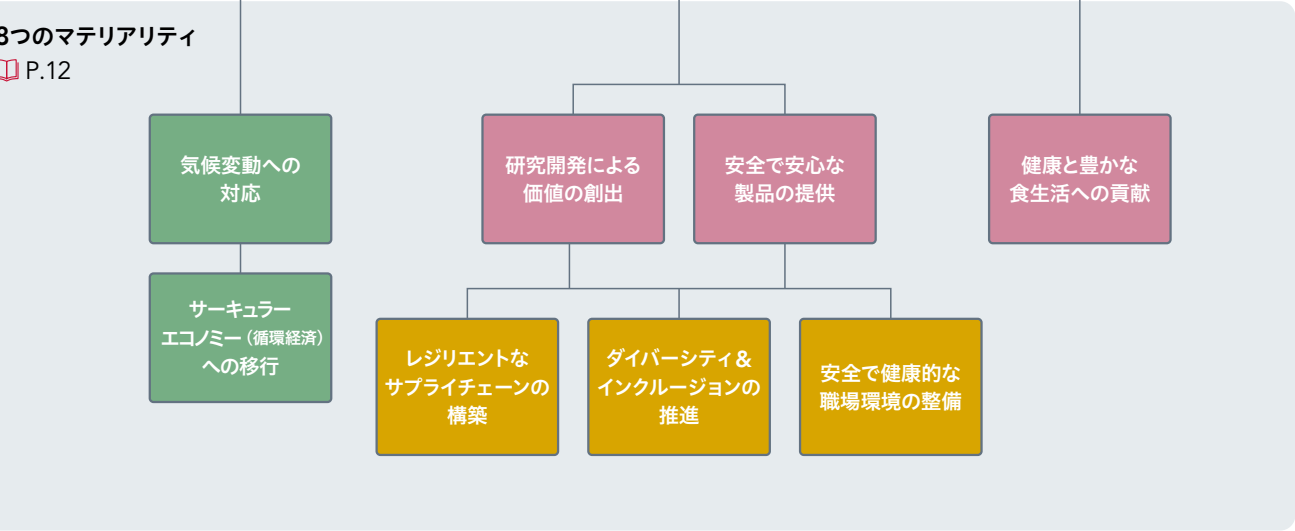 8つのマテリアリティ
P.12
気候変動への
対応
研究開発による
価値の創出
安全で安心な
製品の提供
健康と豊かな
食生活への貢献
サーキュラー
エコノミー（循環経済）
への移行
レジリエントな
サプライチェーンの
構築
ダイバーシティ＆
インクルージョンの
推進
安全で健康的な
職場環境の整備